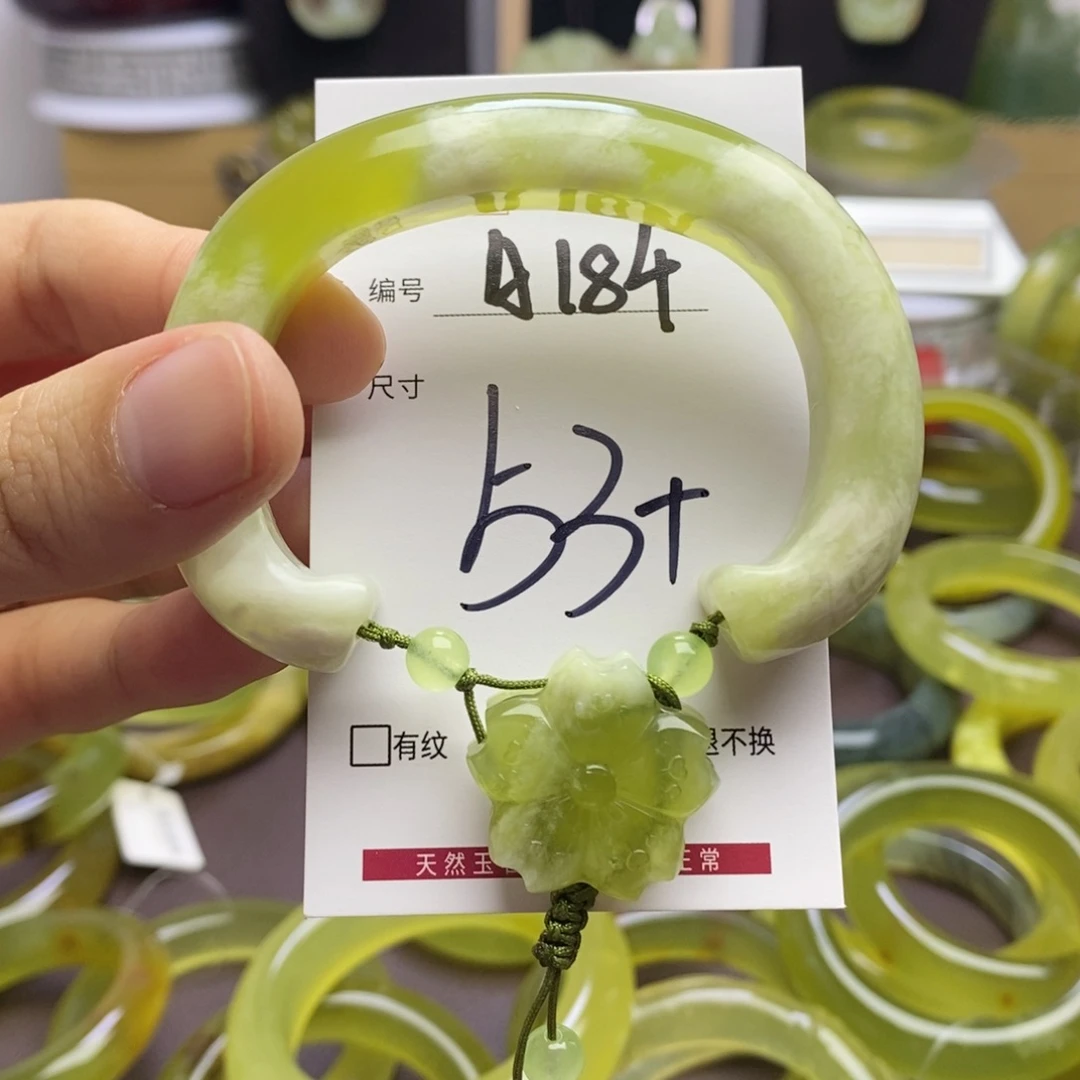 编号 A184
尺寸
53+
有纹 退不换
天然玉 正常